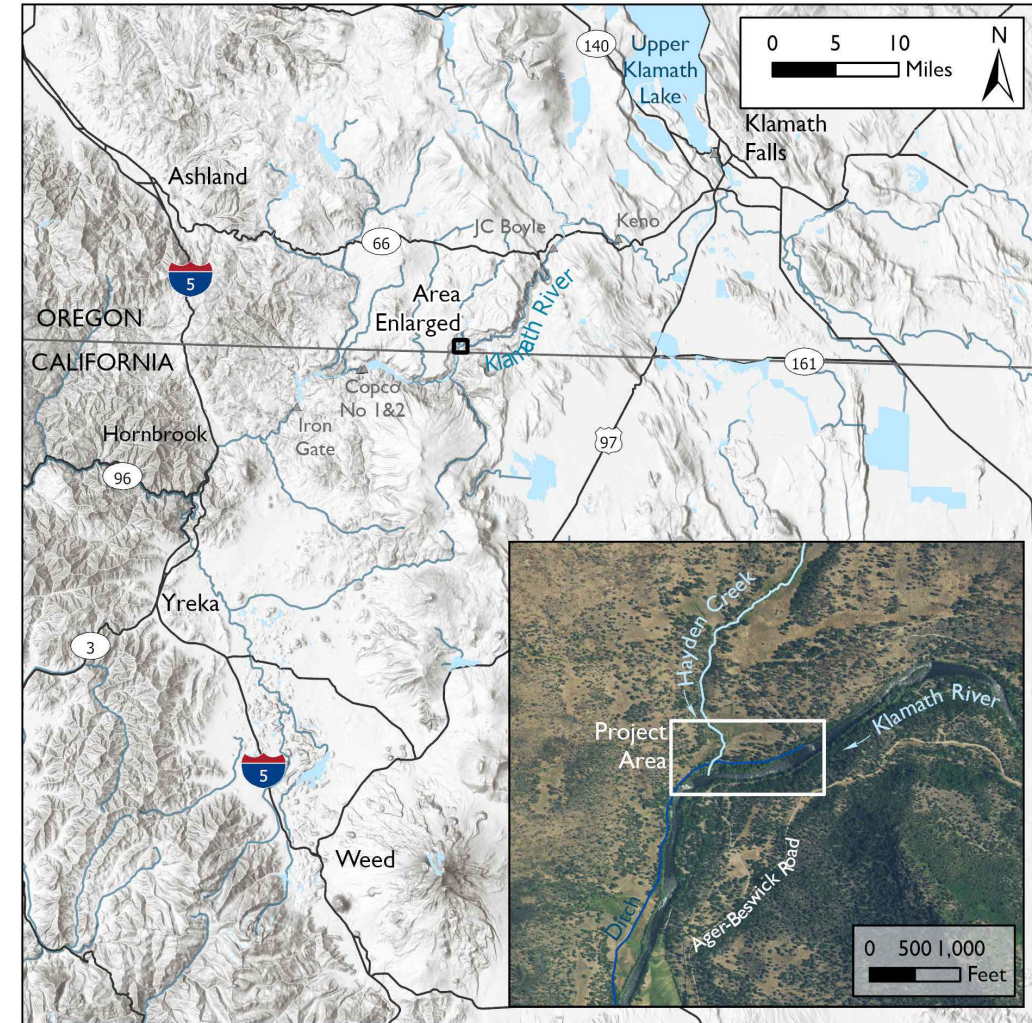 140
Upper
Klamath
Lake
0 5 10
Miles
N
Klamath
Falls
Ashland
66
JC Boyle
Keno
5
Area
Enlarged
Klamath River
OREGON
CALIFORNIA
161
Copco
No 1&2
Iron
Gate
Hornbrook
97
96
Yreka
3
5
Weed
Hayden Creek
Klamath River
Project
Area
Ager-Beswick Road
Ditch
0 500 1,000
Feet